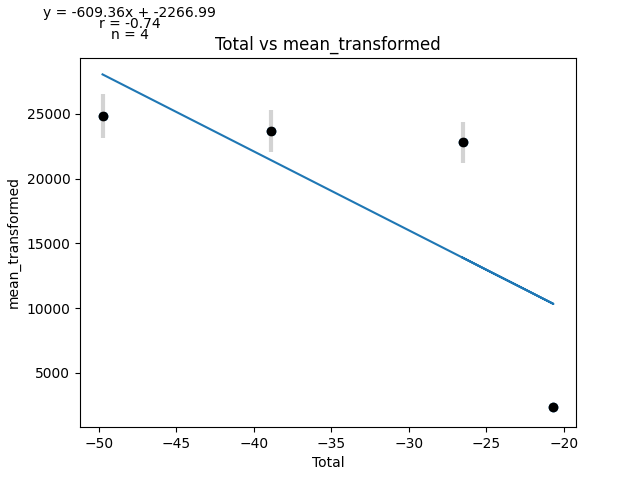 y = -609.36x + -2266.99
r = -0.74
n = 4
Total vs mean_transformed
mean_transformed
25000
20000
15000
10000
5000
−50
−45
−40
−35
−30
−25
−20
Total